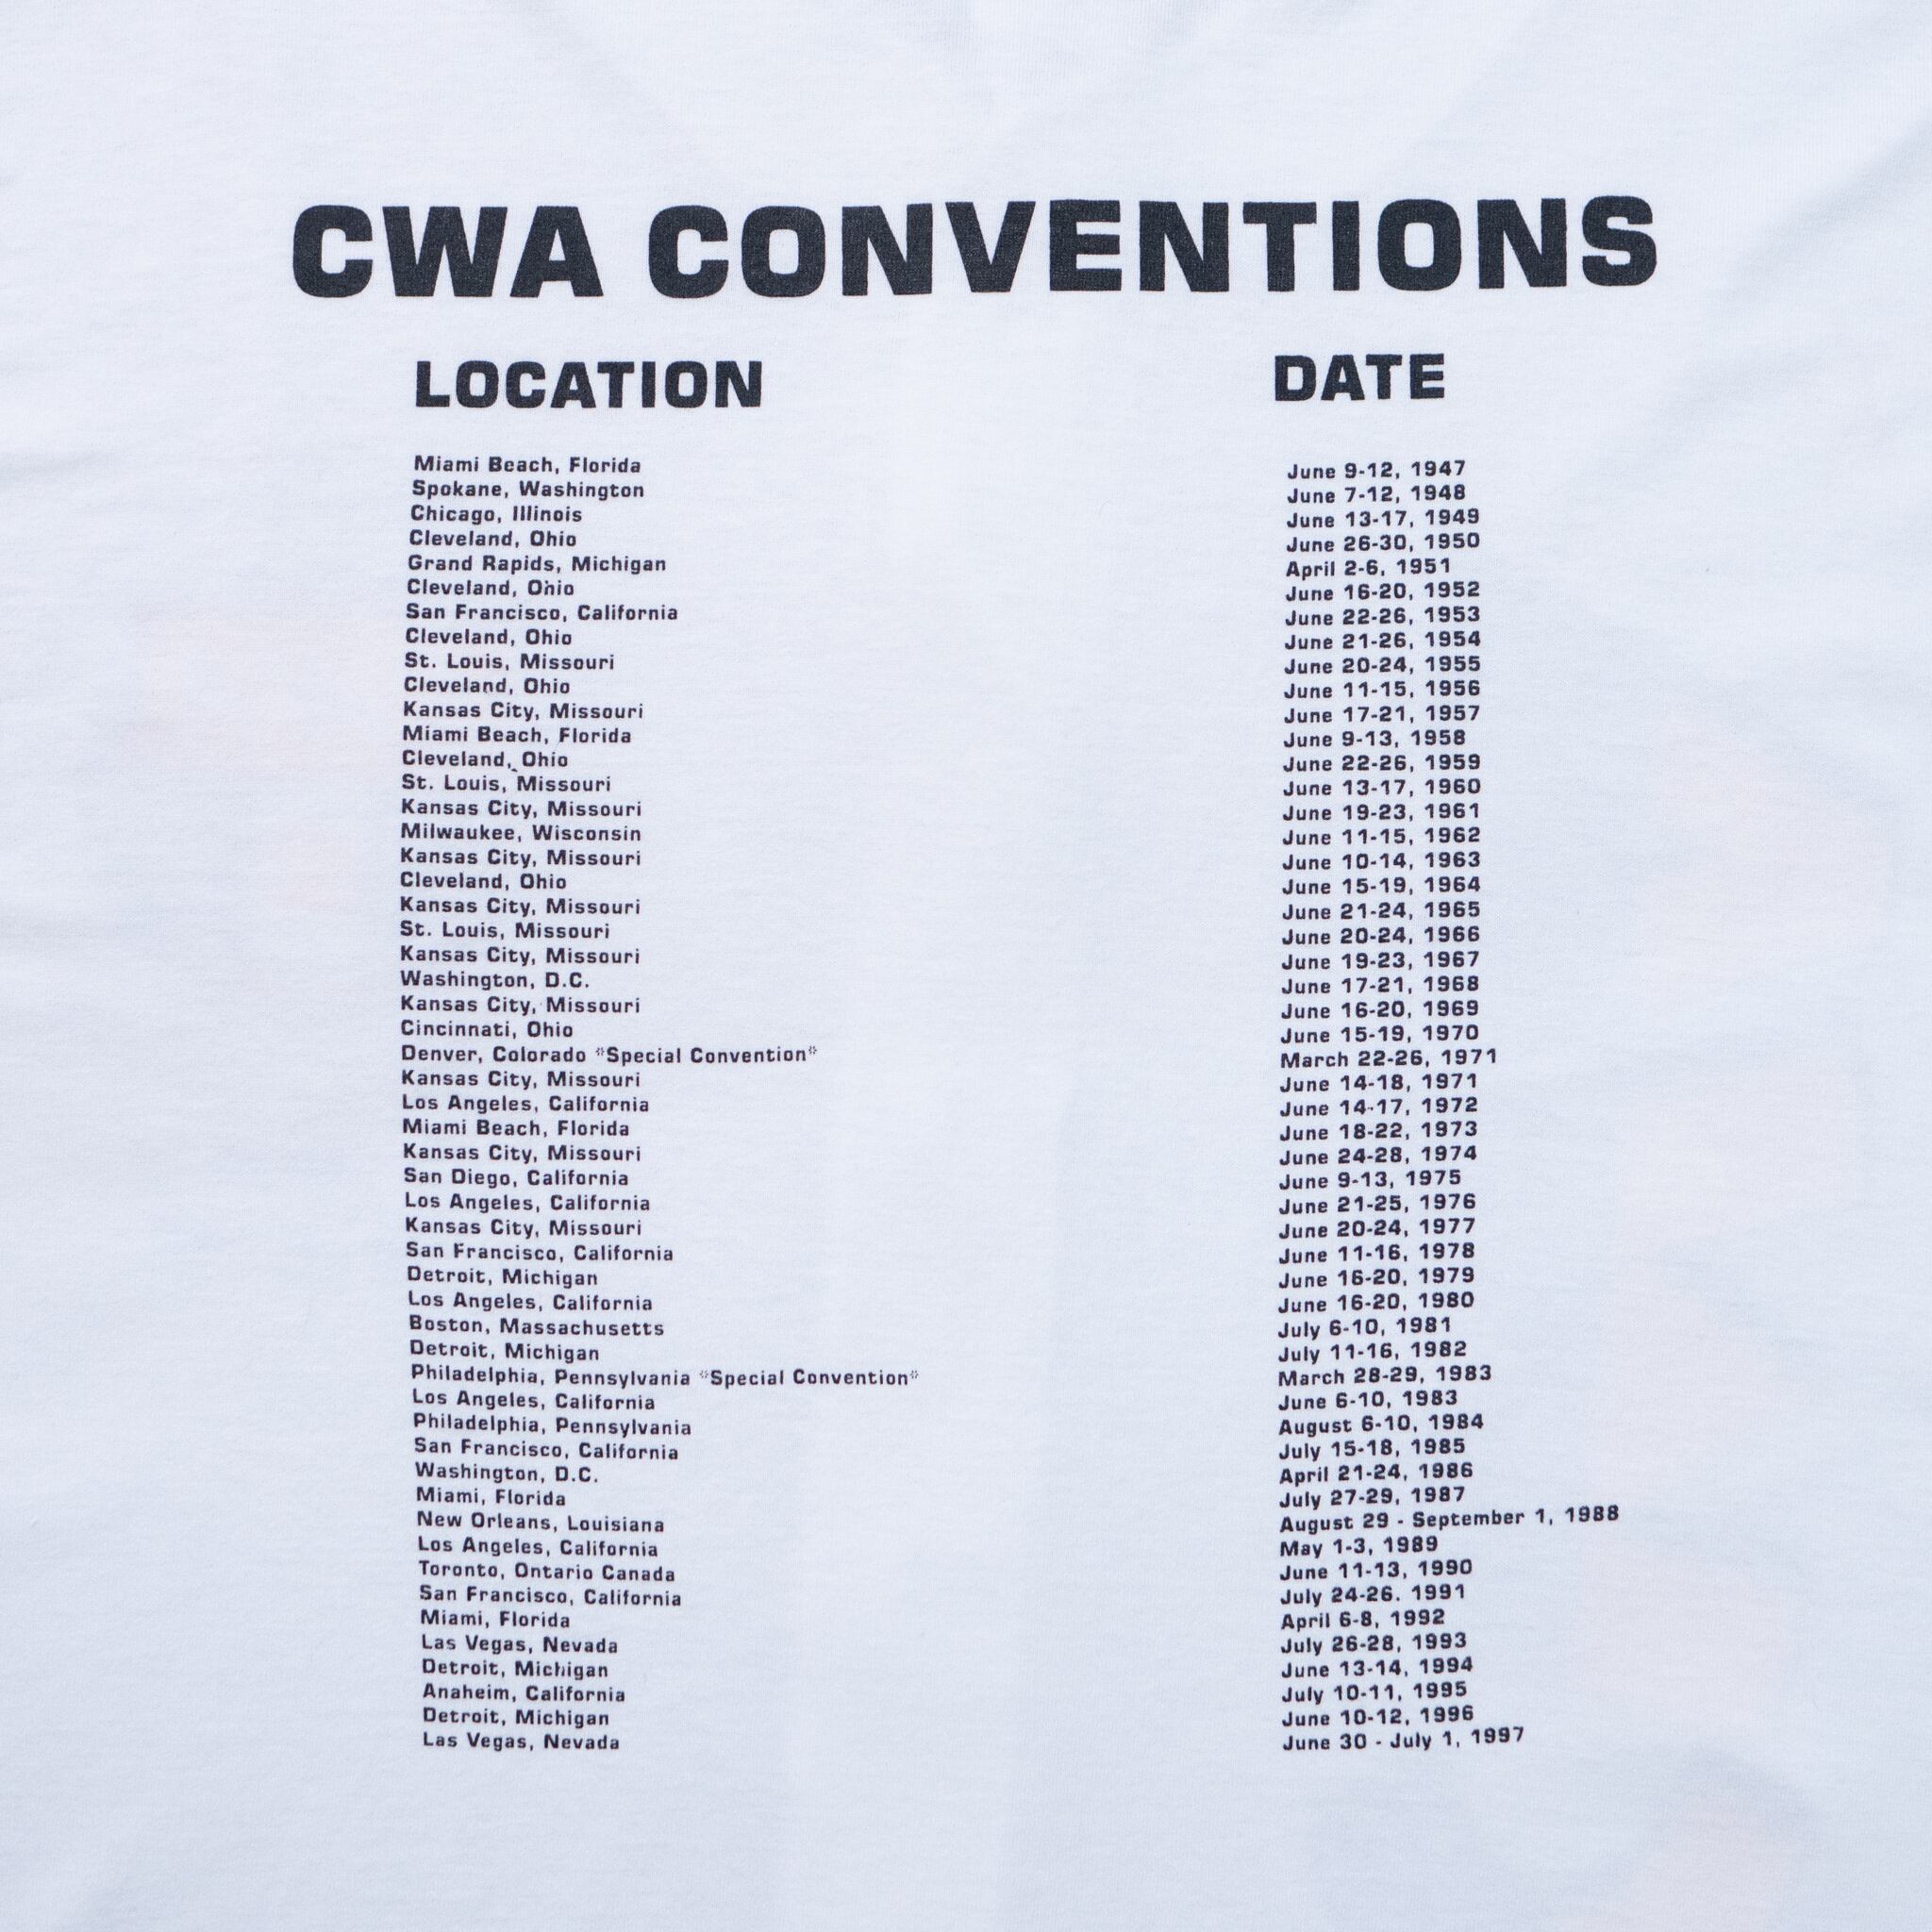 CWA CONVENTIONS
LOCATION DATE
Miami Beach, Florida June 9-12, 1947
Spokane, Washington June 7-12, 1948
Chicago, Illinois June 13-17, 1949
Cleveland, Ohio June 26-30, 1950
Grand Rapids, Michigan April 2-6, 1951
Cleveland, Ohio June 16-20, 1952
San Francisco, California June 22-26, 1953
Cleveland, Ohio June 21-26, 1954
St. Louis, Missouri June 20-24, 1955
Cleveland, Ohio June 11-15, 1956
Kansas City, Missouri June 17-21, 1957
Miami Beach, Florida June 9-13, 1958
Cleveland, Ohio June 22-26, 1959
St. Louis, Missouri June 13-17, 1960
Kansas City, Missouri June 19-23, 1961
Milwaukee, Wisconsin June 11-15, 1962
Kansas City, Missouri June 10-14, 1963
Cleveland, Ohio June 15-19, 1964
Kansas City, Missouri June 21-24, 1965
St. Louis, Missouri June 20-24, 1966
Kansas City, Missouri June 19-23, 1967
Washington, D.C. June 17-21, 1968
Kansas City, Missouri June 16-20, 1969
Cincinnati, Ohio June 15-19, 1970
Denver, Colorado *Special Convention* March 22-26, 1971
Kansas City, Missouri June 14-18, 1971
Los Angeles, California June 14-17, 1972
Miami Beach, Florida June 18-22, 1973
Kansas City, Missouri June 24-28, 1974
San Diego, California June 9-13, 1975
Los Angeles, California June 21-25, 1976
Kansas City, Missouri June 20-24, 1977
San Francisco, California June 11-16, 1978
Detroit, Michigan June 16-20, 1979
Los Angeles, California June 16-20, 1980
Boston, Massachusetts July 6-10, 1981
Detroit, Michigan July 11-16, 1982
Philadelphia, Pennsylvania *Special Convention* March 28-29, 1983
Los Angeles, California June 6-10, 1983
Philadelphia, Pennsylvania August 6-10, 1984
San Francisco, California July 15-18, 1985
Washington, D.C. April 21-24, 1986
Miami, Florida July 27-29, 1987
New Orleans, Louisiana August 29 - September 1, 1988
Los Angeles, California May 1-3, 1989
Toronto, Ontario Canada June 11-13, 1990
San Francisco, California July 24-26. 1991
Miami, Florida April 6-8, 1992
Las Vegas, Nevada July 26-28, 1993
Detroit, Michigan June 13-14, 1994
Anaheim, California July 10-11, 1995
Detroit, Michigan June 10-12, 1996
Las Vegas, Nevada June 30 - July 1, 1997